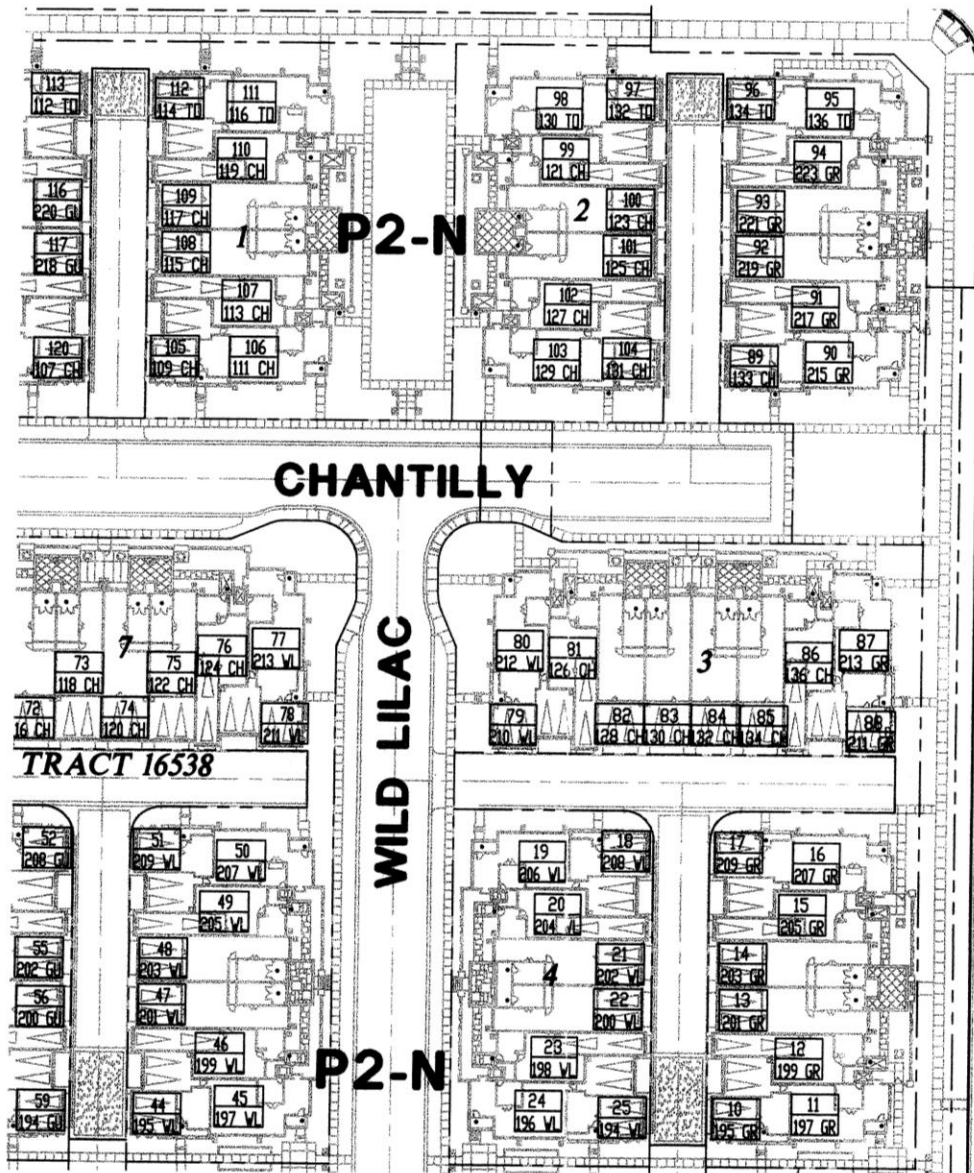 113
112 TO
112
114 TO
111
116 TO
98
130 TO
97
132 TO
96
134 TO
95
136 TO
110
119 CH
99
121 CH
94
223 GR
116
220 GU
109
117 CH
100
123 CH
93
221 GR
1
P2-N
2
117
218 GU
108
115 CH
101
125 CH
92
219 GR
107
113 CH
102
127 CH
91
217 GR
120
107 CH
105
109 CH
106
111 CH
103
129 CH
104
131 CH
89
133 CH
90
215 GR
CHANTILLY
WILD LILAC
7
3
73
118 CH
75
122 CH
76
124 CH
77
213 WL
80
212 WL
81
126 CH
86
136 CH
87
213 GR
72
16 CH
74
120 CH
78
211 WL
79
210 WL
82
128 CH
83
130 CH
84
132 CH
85
134 CH
88
211 GR
TRACT 16538
52
208 GU
51
209 WL
50
207 WL
19
206 WL
18
208 WL
17
209 GR
16
207 GR
49
205 WL
20
204 WL
15
205 GR
55
202 GU
48
203 WL
21
202 WL
14
203 GR
4
56
200 GU
47
201 WL
22
200 WL
13
201 GR
46
199 WL
23
198 WL
12
199 GR
P2-N
59
194 GU
44
195 WL
45
197 WL
24
196 WL
25
194 WL
10
195 GR
11
197 GR